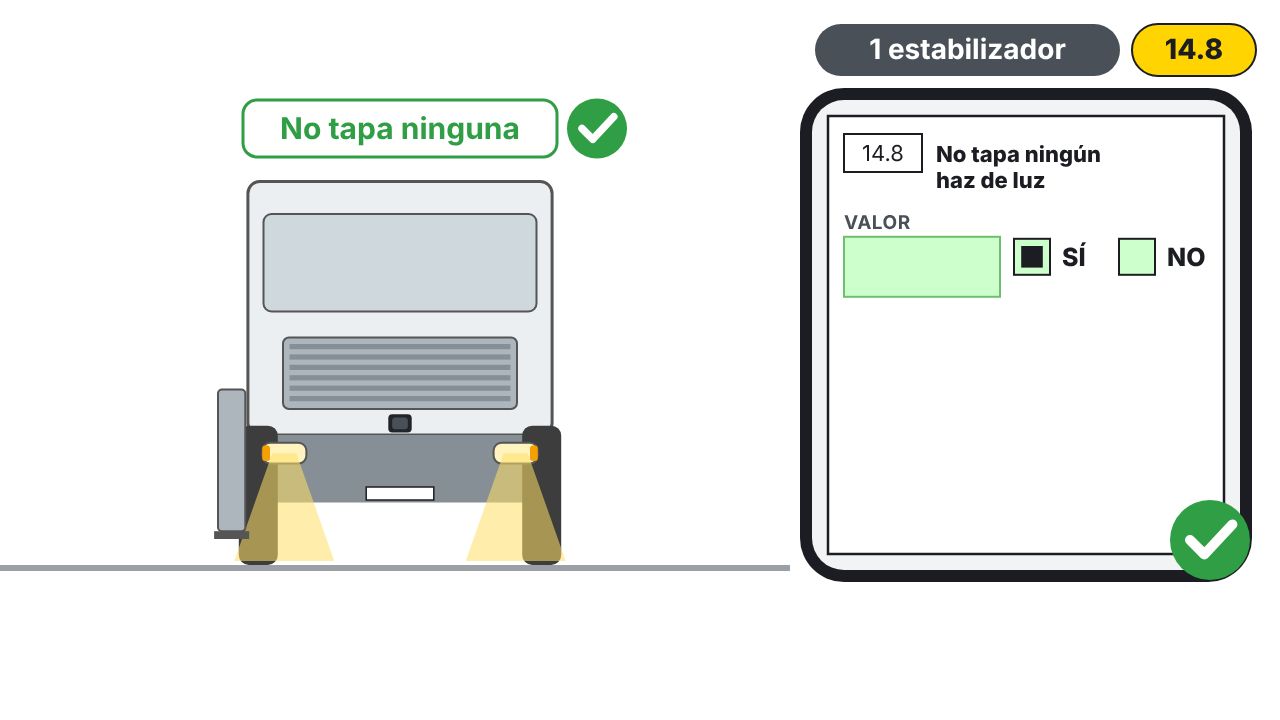 1 estabilizador
14.8
No tapa ninguna
14.8
No tapa ningún
haz de luz
VALOR
SÍ
NO